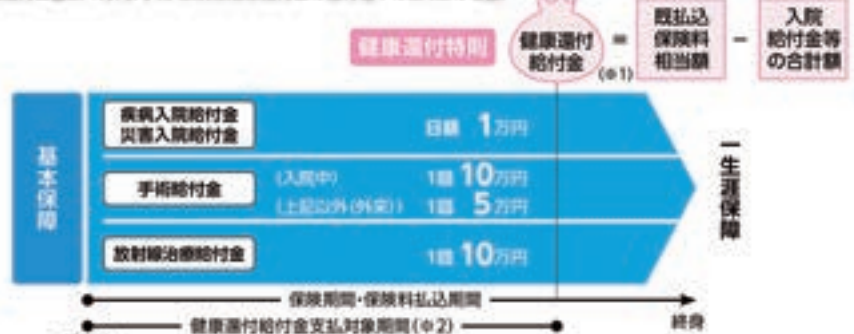 健康還付特則
健康還付
給付金
(※1)
=
既払込
保険料
相当額
−
入院
給付金等
の合計額
基本保障
疾病入院給付金
災害入院給付金
日額 1万円
手術給付金
(入院中) 1回 10万円
(上記以外(外来)) 1回 5万円
放射線治療給付金
1回 10万円
一生涯保障
保険期間・保険料払込期間
終身
健康還付給付金支払対象期間(※2)